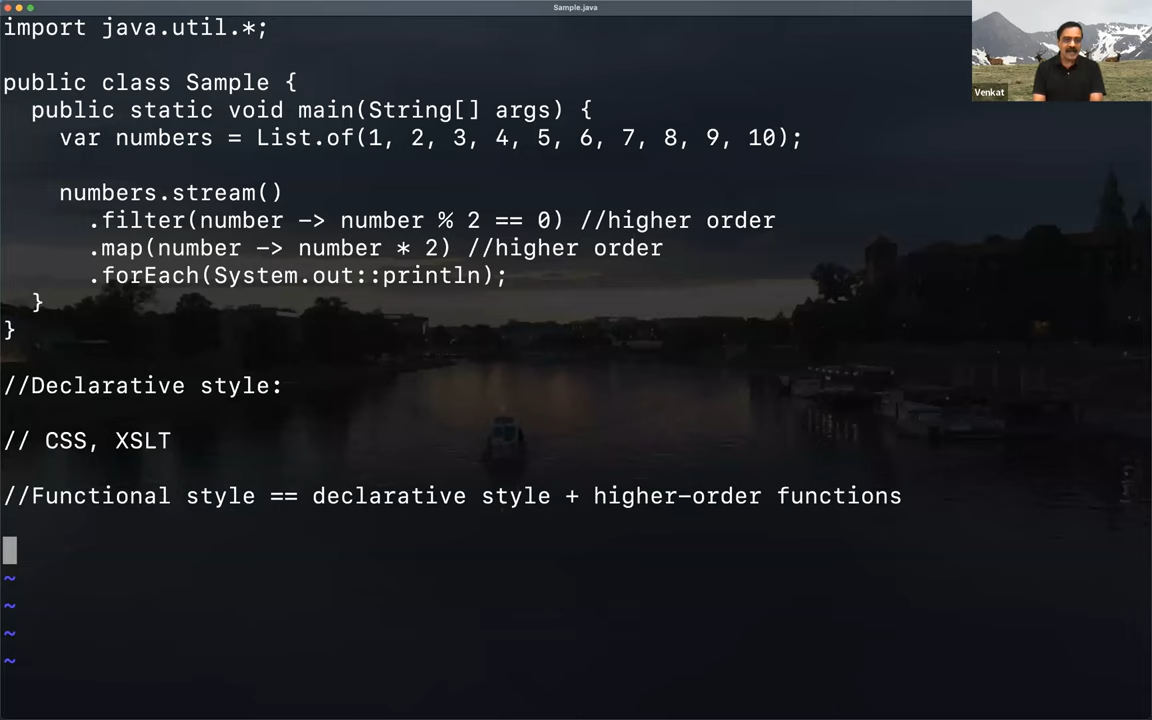 Sample.java
import java.util.*;
Venkat
public class Sample {
public static void main(String[] args) {
var numbers = List.of(1, 2, 3, 4, 5, 6, 7, 8, 9, 10);
numbers.stream()
.filter(number -> number % 2 == 0) //higher order
.map(number -> number * 2) //higher order
.forEach(System.out::println);
}
}
//Declarative style:
// CSS, XSLT
//Functional style == declarative style + higher-order functions
~
~
~
~